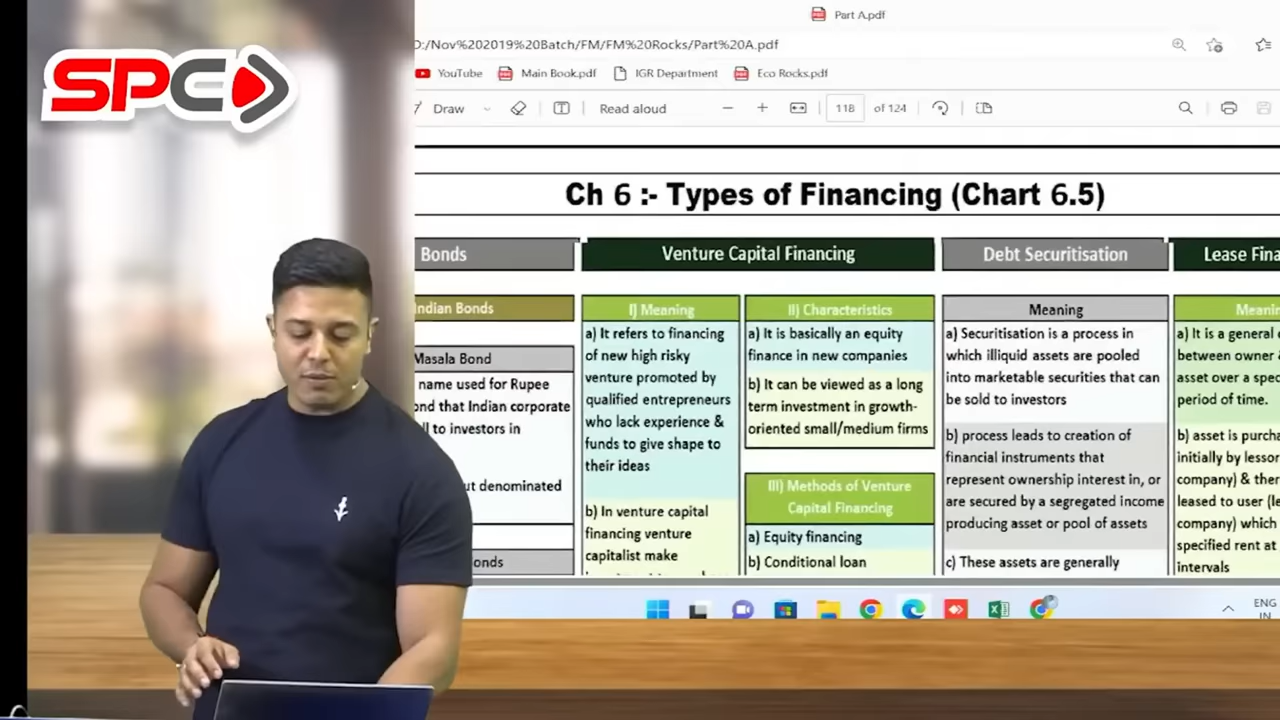 SPC
Part A.pdf
D:/Nov%202019%20Batch/FM/FM%20Rocks/Part%20A.pdf
YouTube
Main Book.pdf
IGR Department
Eco Rocks.pdf
Draw
Read aloud
118
of 124
Ch 6 :- Types of Financing (Chart 6.5)
Bonds
Indian Bonds
Masala Bond
name used for Rupee
ond that Indian corporate
ll to investors in
ut denominated
onds
Venture Capital Financing
I) Meaning
a) It refers to financing
of new high risky
venture promoted by
qualified entrepreneurs
who lack experience &
funds to give shape to
their ideas
b) In venture capital
financing venture
capitalist make
II) Characteristics
a) It is basically an equity
finance in new companies
b) It can be viewed as a long
term investment in growth-
oriented small/medium firms
III) Methods of Venture
Capital Financing
a) Equity financing
b) Conditional loan
Debt Securitisation
Meaning
a) Securitisation is a process in
which illiquid assets are pooled
into marketable securities that can
be sold to investors
b) process leads to creation of
financial instruments that
represent ownership interest in, or
are secured by a segregated income
producing asset or pool of assets
c) These assets are generally
Lease Fina
Meanin
a) It is a general c
between owner &
asset over a spec
period of time.
b) asset is purcha
initially by lessor
company) & ther
leased to user (le
company) which
specified rent at
intervals
ENG
IN